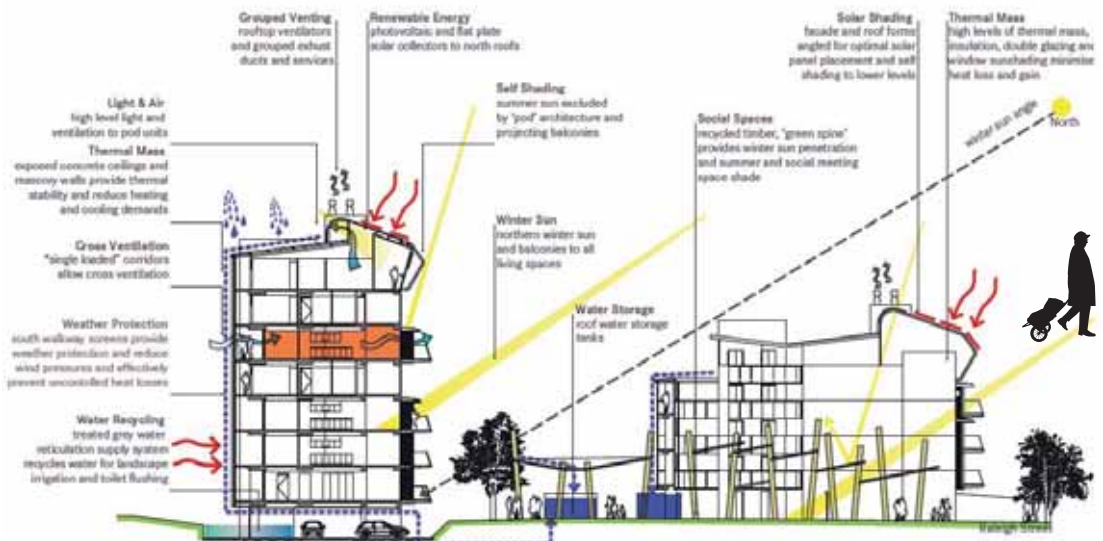 Grouped Venting
rooftop ventilators
and grouped exhust
ducts and services
Renewable Energy
photovoltaic and flat plate
solar collectors to north roofs
Solar Shading
facade and roof forms
angled for optimal solar
panel placement and self
shading to lower levels
Thermal Mass
high levels of thermal mass,
insulation, double glazing and
window sunshading minimise
heat loss and gain
Light & Air
high level light and
ventilation to pod units
Thermal Mass
exposed concrete ceilings and
masonry walls provide thermal
stability and reduce heating
and cooling demands
Cross Ventilation
"single loaded" corridors
allow cross ventilation
Weather Protection
south walkway screens provide
weather protection and reduce
wind pressures and effectively
prevent uncontrolled heat losses
Water Recycling
treated grey water
reticulation supply system
recycles water for landscape
irrigation and toilet flushing
Self Shading
summer sun excluded
by 'pod' architecture and
projecting balconies
Winter Sun
northern winter sun
and balconies to all
living spaces
Water Storage
roof water storage
tanks
Social Spaces
recycled timber, "green spine"
provides winter sun penetration
and summer and social meeting
space shade
winter sun angle
North
Raleigh Street